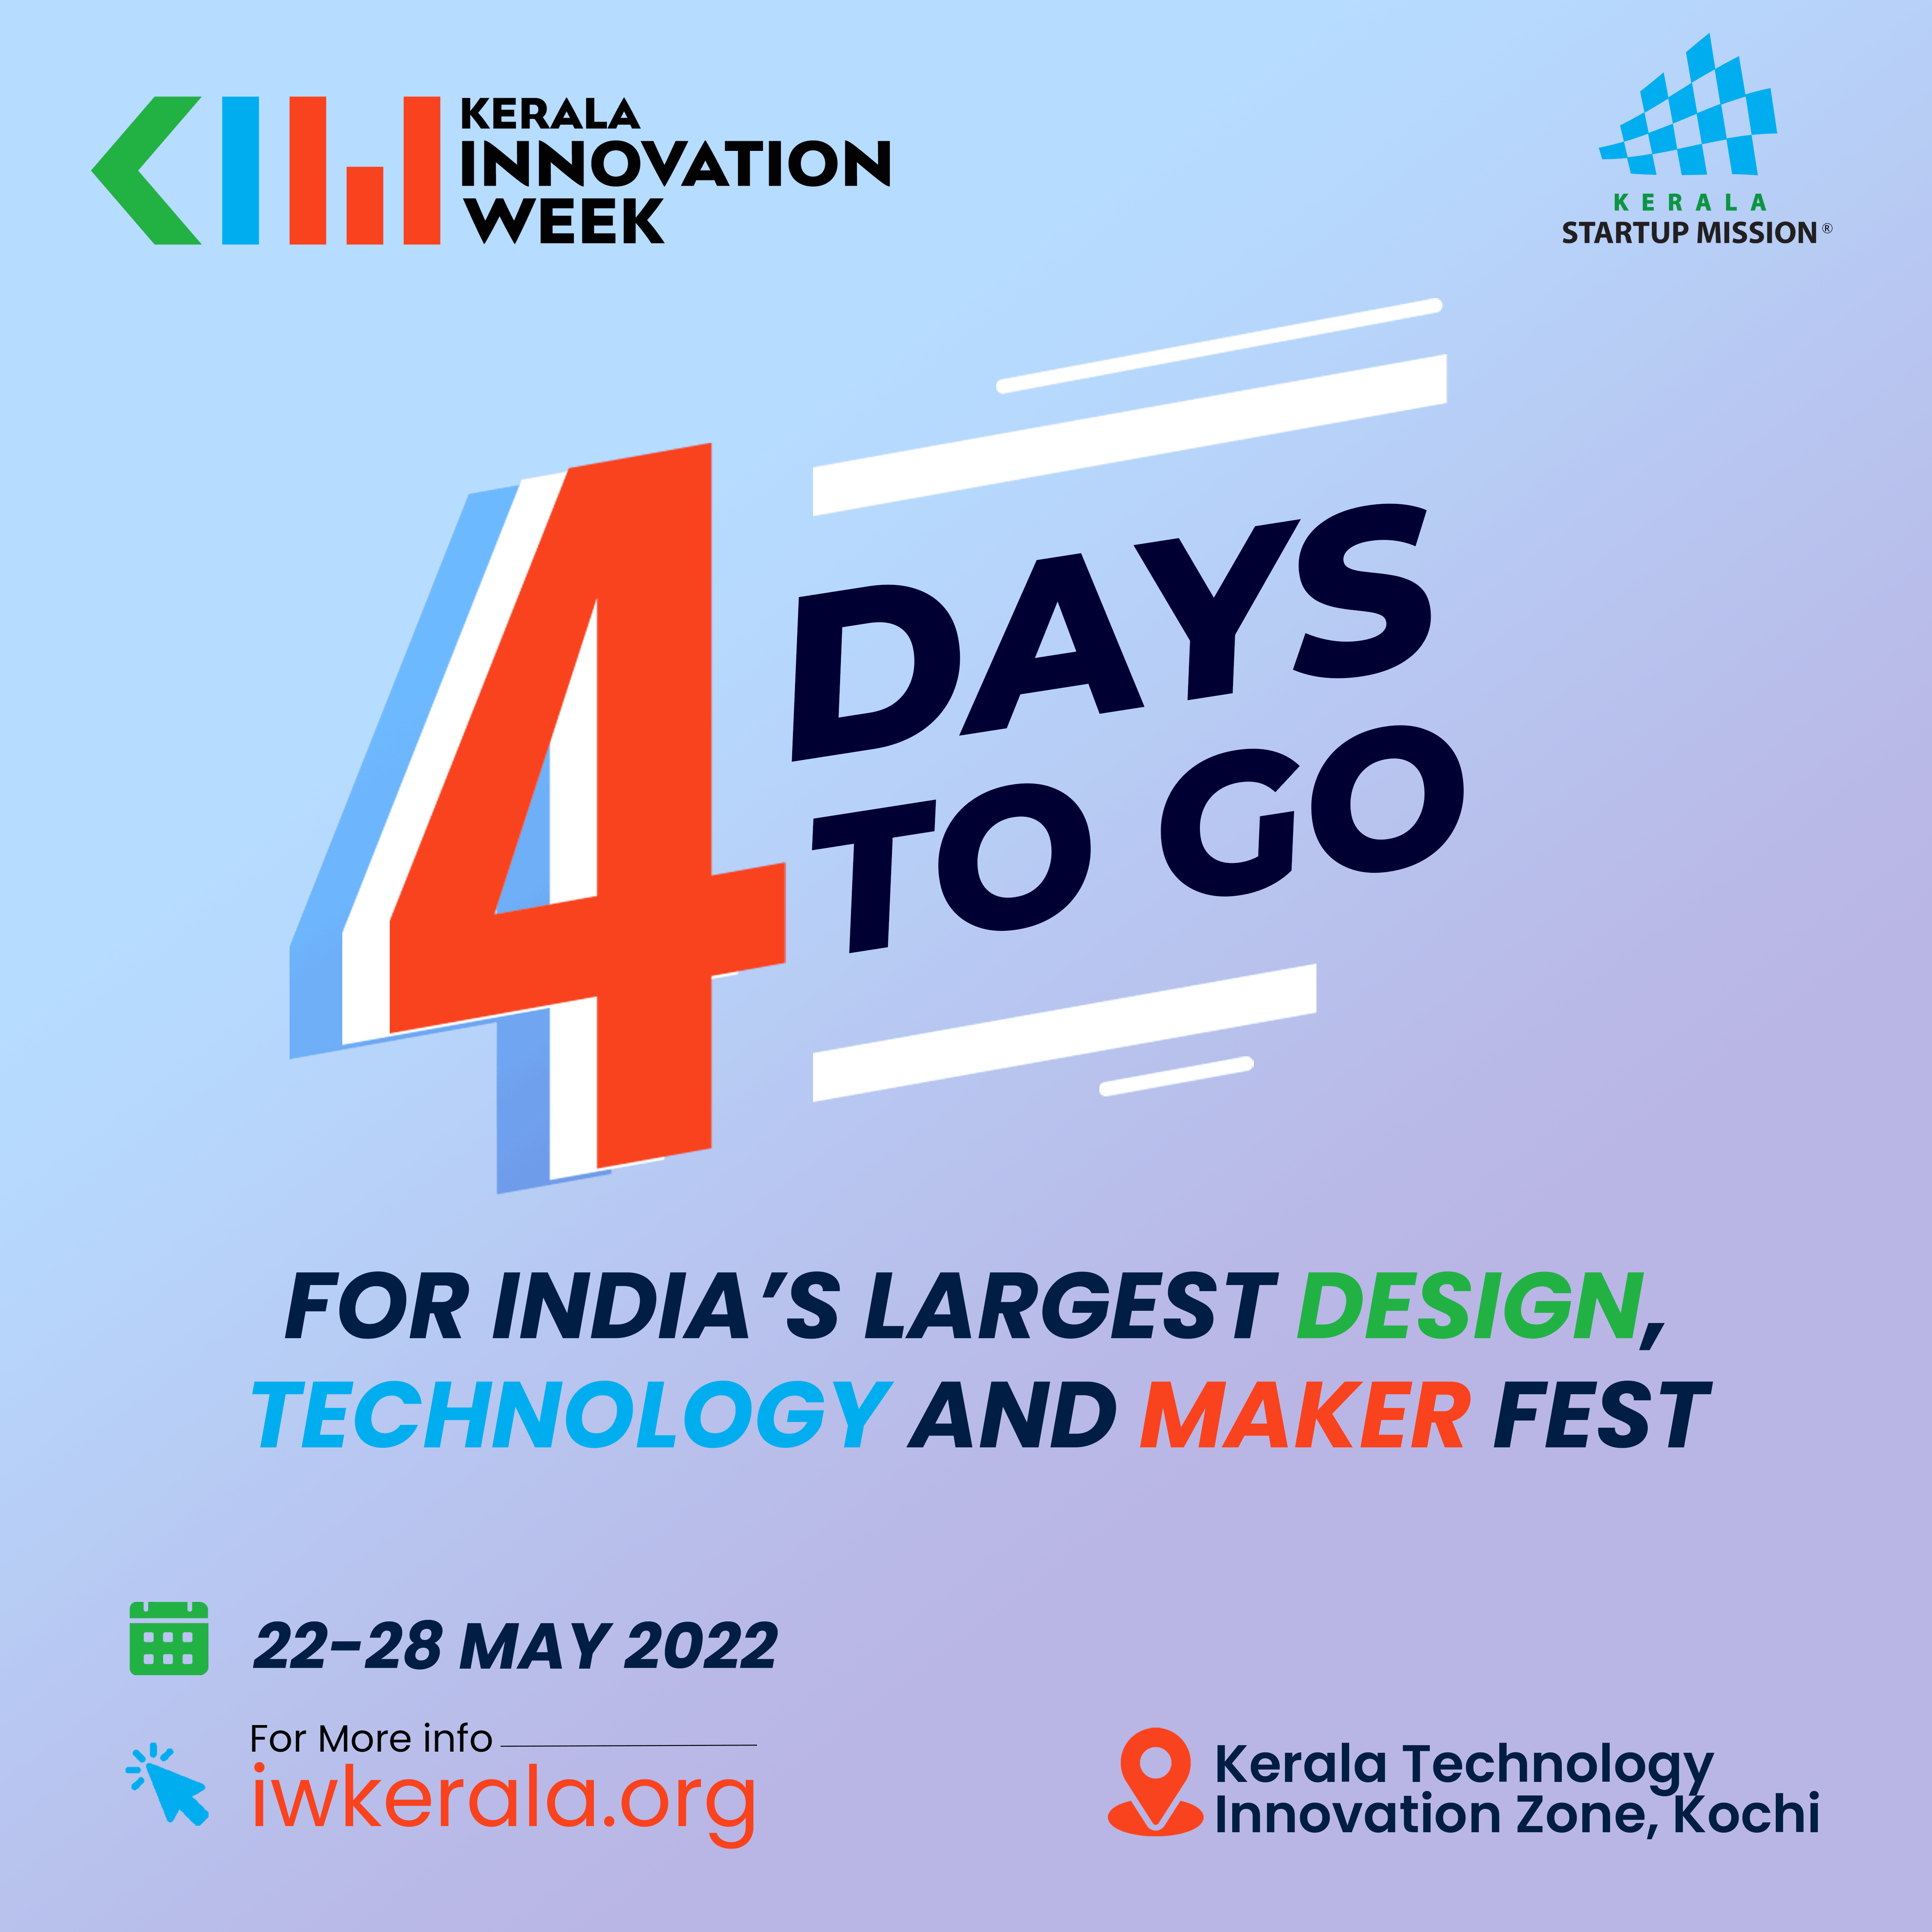 KIW
KERALA
INNOVATION
WEEK
KERALA
STARTUP MISSION®
4
DAYS
TO GO
FOR INDIA'S LARGEST DESIGN,
TECHNOLOGY AND MAKER FEST
22-28 MAY 2022
For More info
iwkerala.org
Kerala Technology
Innovation Zone, Kochi